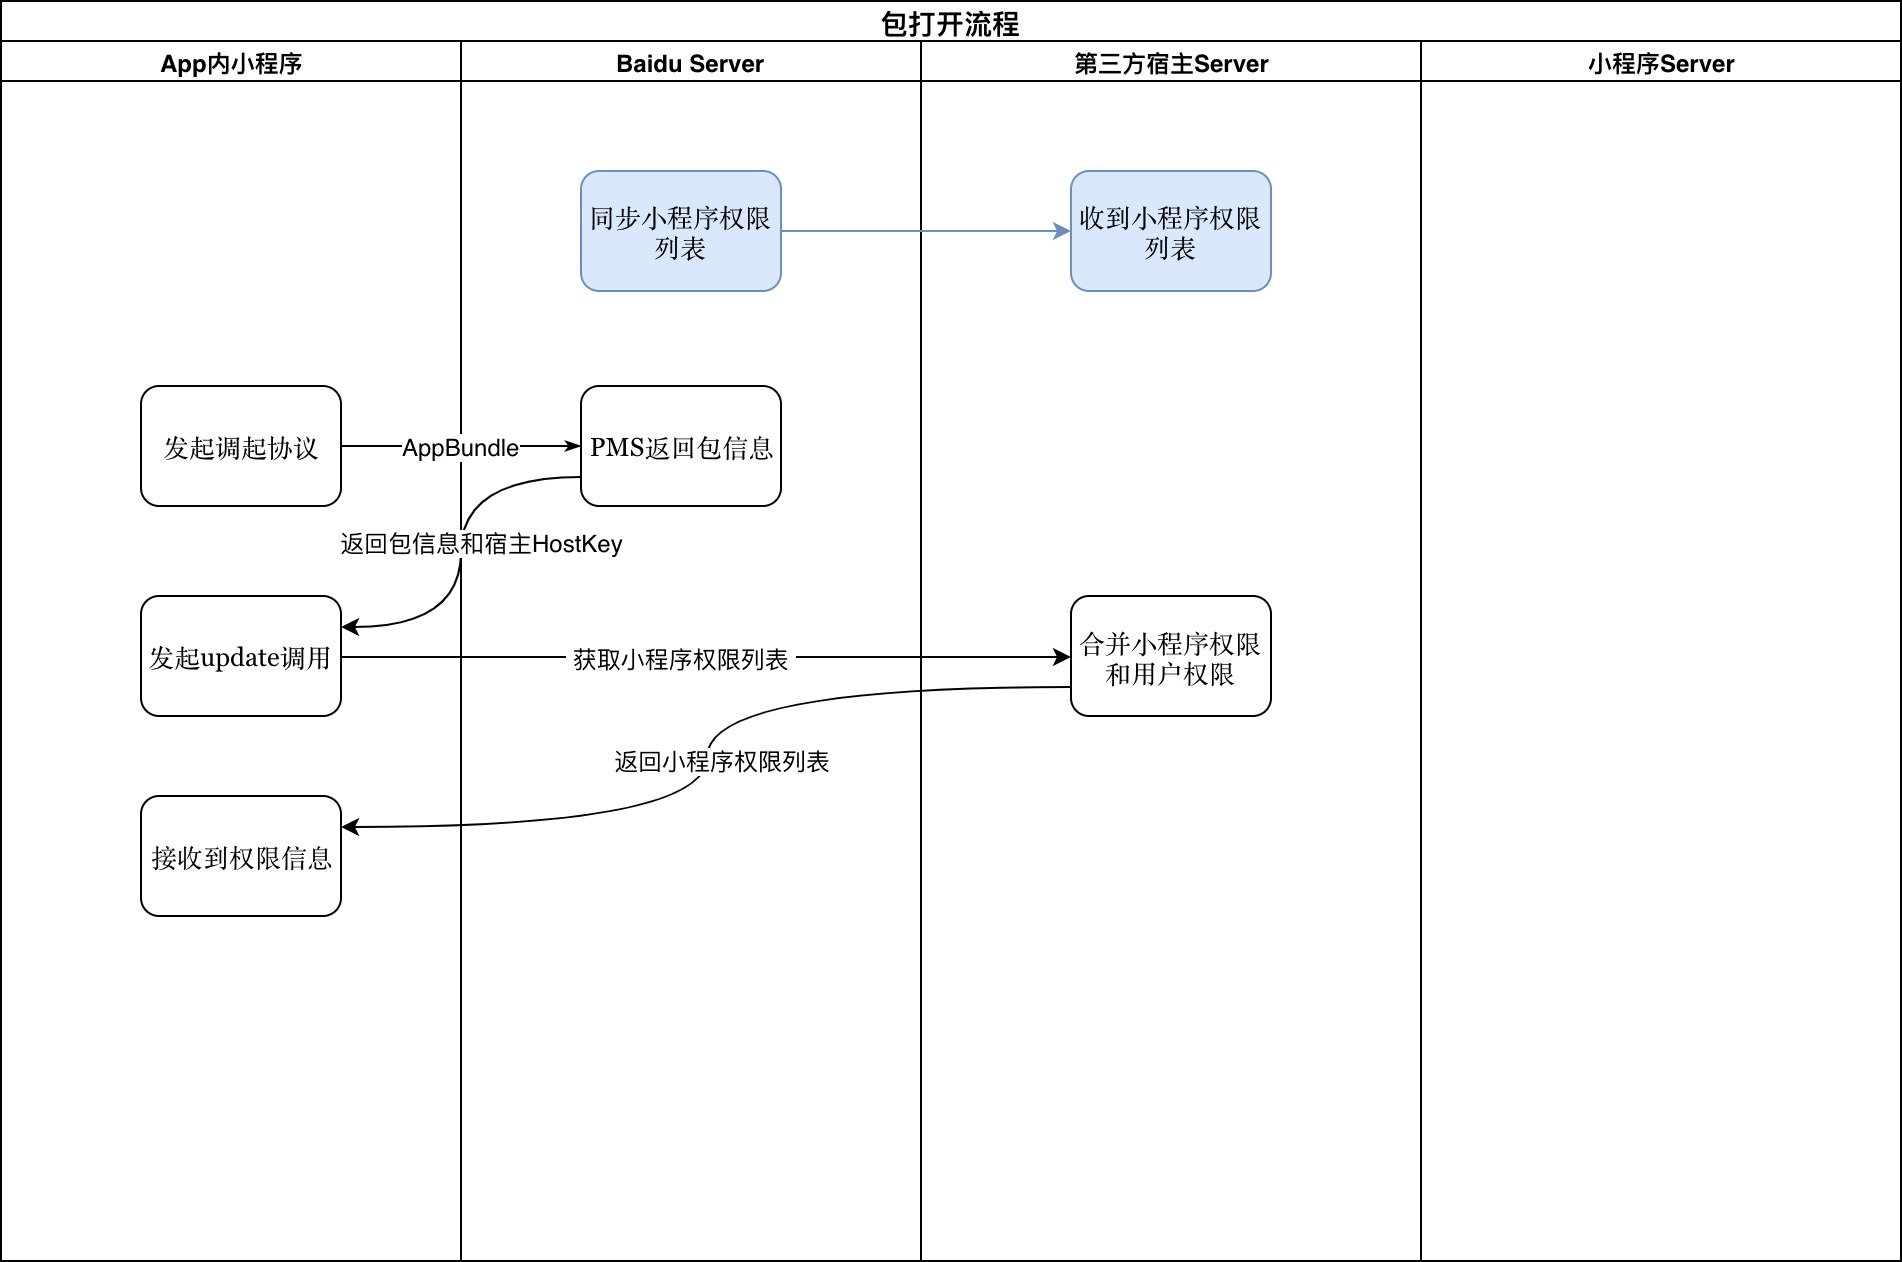 包打开流程
App内小程序
Baidu Server
第三方宿主Server
小程序Server
同步小程序权限
列表
收到小程序权限
列表
发起调起协议
AppBundle
PMS返回包信息
返回包信息和宿主HostKey
发起update调用
获取小程序权限列表
合并小程序权限
和用户权限
返回小程序权限列表
接收到权限信息